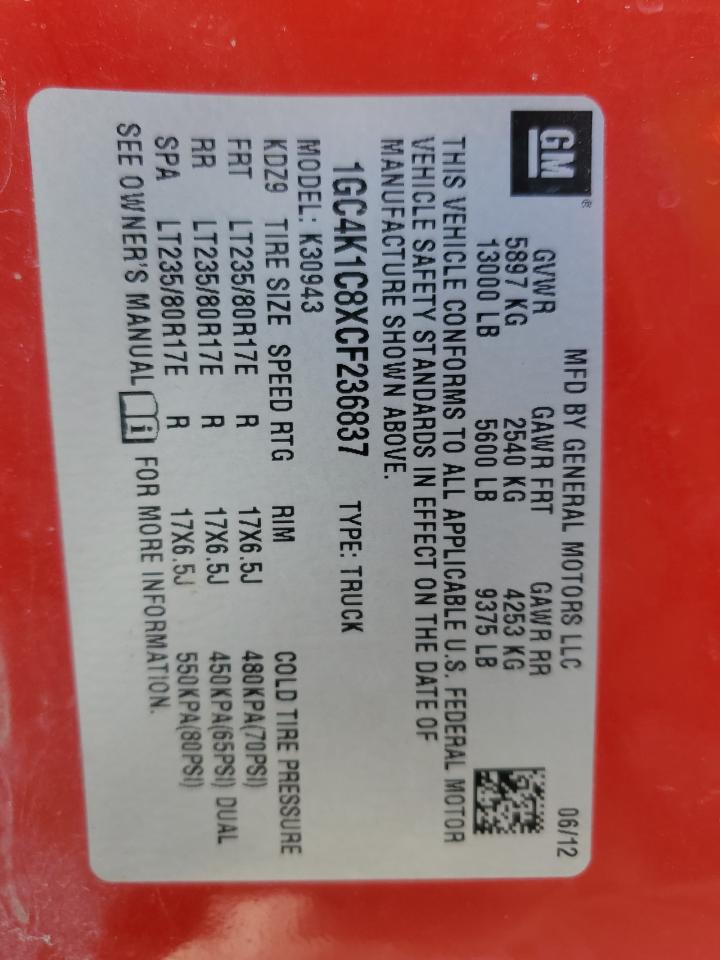 GM®
MFD BY GENERAL MOTORS LLC 06/12
GVWR GAWR FRT GAWR RR
5897 KG 2540 KG 4253 KG
13000 LB 5600 LB 9375 LB
THIS VEHICLE CONFORMS TO ALL APPLICABLE U.S. FEDERAL MOTOR
VEHICLE SAFETY STANDARDS IN EFFECT ON THE DATE OF
MANUFACTURE SHOWN ABOVE.
1GC4K1C8XCF236837 TYPE: TRUCK
MODEL: K30943
KDZ9 TIRE SIZE SPEED RTG RIM COLD TIRE PRESSURE
FRT LT235/80R17E R 17X6.5J 480KPA(70PSI)
RR LT235/80R17E R 17X6.5J 450KPA(65PSI) DUAL
SPA LT235/80R17E R 17X6.5J 550KPA(80PSI)
SEE OWNER'S MANUAL i FOR MORE INFORMATION.